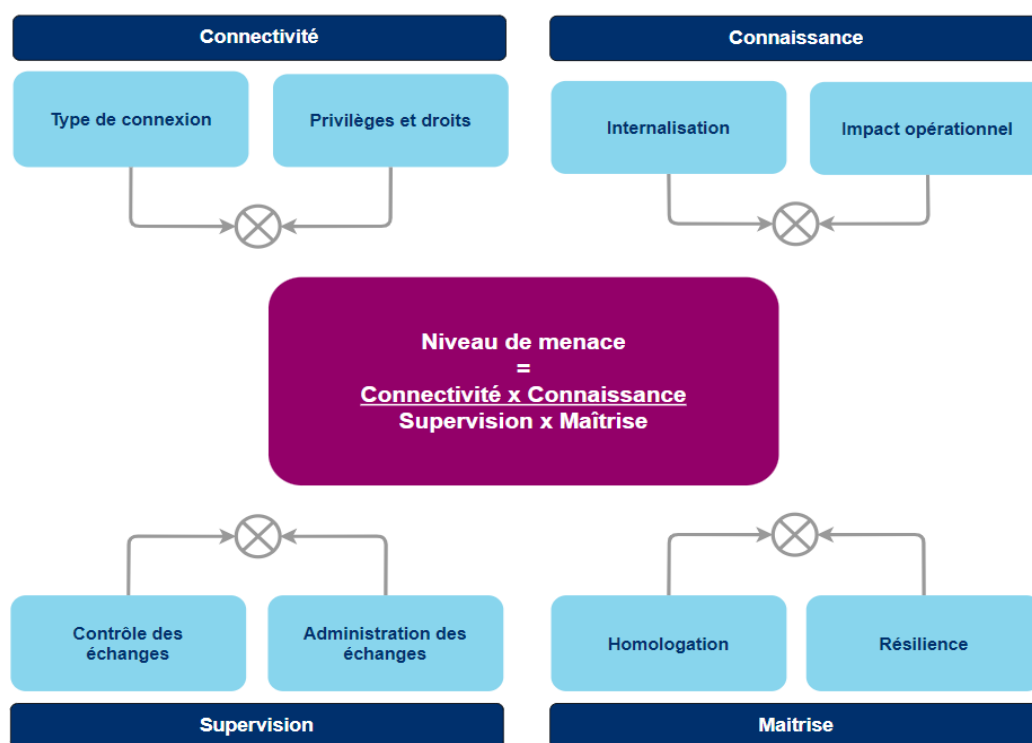 Connectivité
Connaissance
Type de connexion
Privilèges et droits
Internalisation
Impact opérationnel
Niveau de menace
=
Connectivité x Connaissance
Supervision x Maîtrise
Contrôle des
échanges
Administration des
échanges
Homologation
Résilience
Supervision
Maitrise